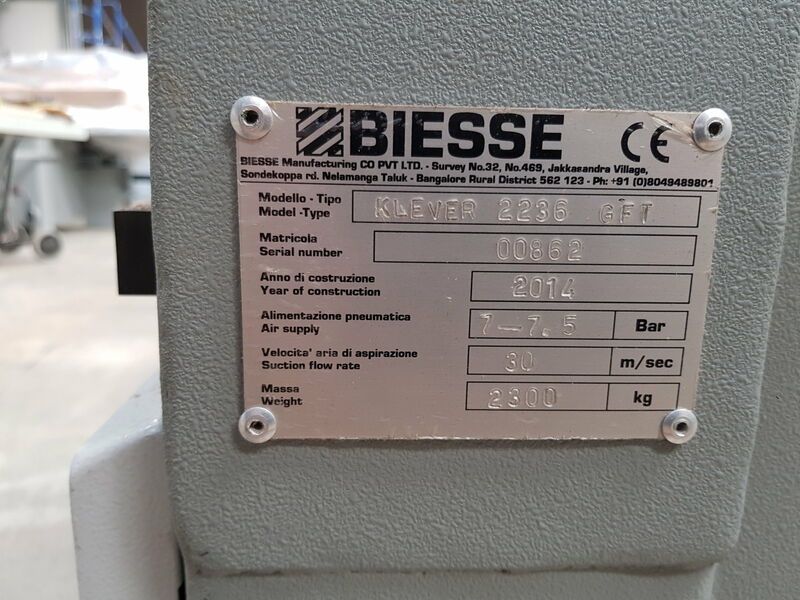 BIESSE CE
BIESSE Manufacturing CO PVT LTD. - Survey No.32, No.469, Jakkasandra Village,
Sondekoppa rd. Nelamanga Taluk - Bangalore Rural District 562 123 - Ph: +91 (0)8049489801
Modello - Tipo
Model -Type
KLEVER 2236 GFT
Matricola
Serial number
00862
Anno di costruzione
Year of construction
2014
Alimentazione pneumatica
Air supply
7-7.5 Bar
Velocita' aria di aspirazione
Suction flow rate
30 m/sec
Massa
Weight
2300 kg